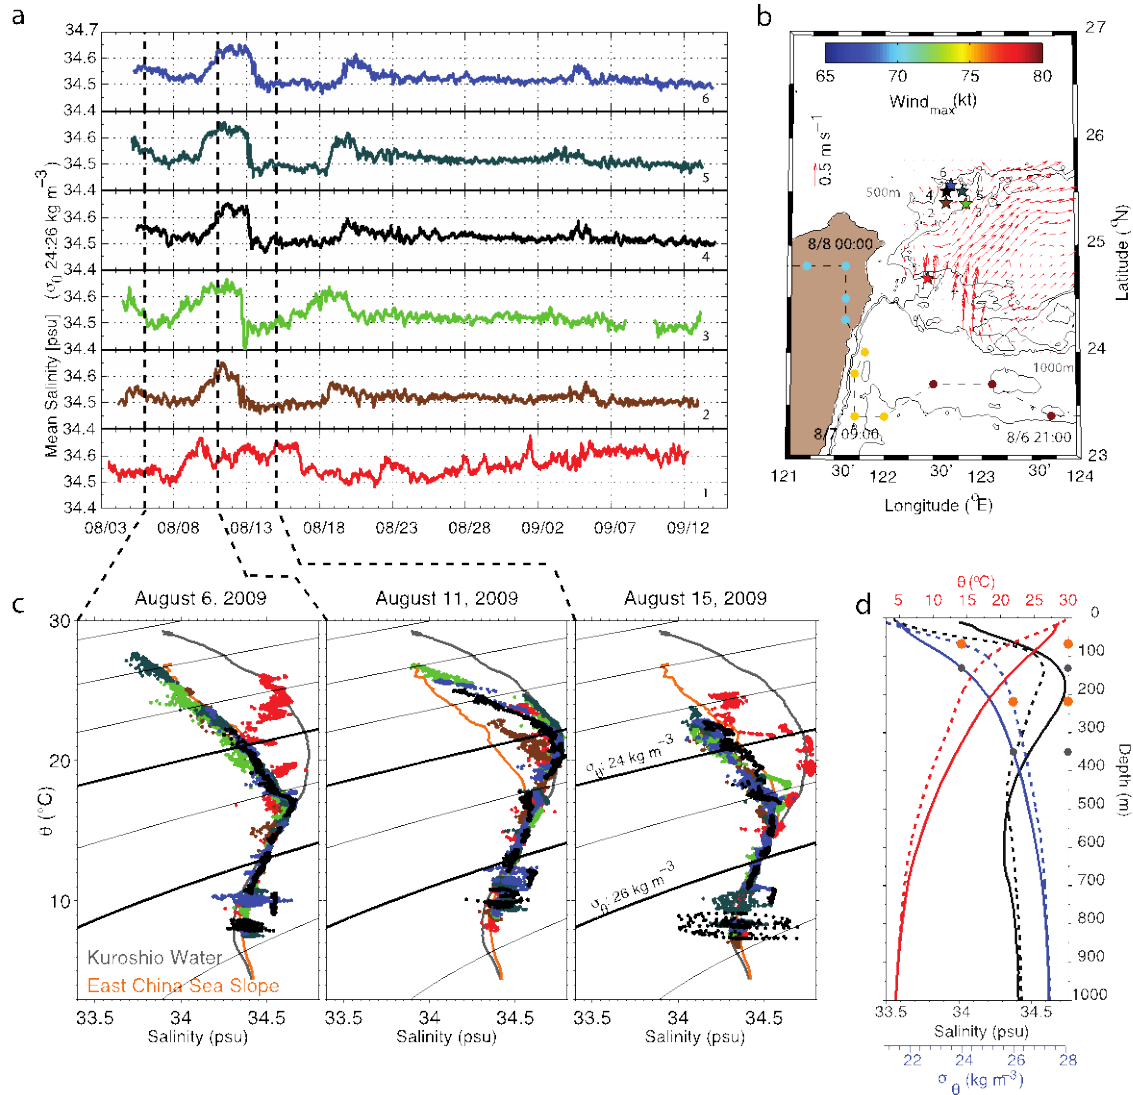 a
34.7
34.6
34.5
34.4
6
34.6
34.5
34.4
5
34.6
34.5
34.4
4
34.6
34.5
34.4
3
34.6
34.5
34.4
2
34.6
34.5
34.4
1
Mean Salinity [psu] (σθ 24:26 kg m⁻³)
08/03 08/08 08/13 08/18 08/23 08/28 09/02 09/07 09/12
b
65 70 75 80
Windmax(kt)
0.5 m s⁻¹
500m
6
4
5
2
3
1
8/8 00:00
1000m
8/7 09:00
8/6 21:00
27
26
25
24
23
Latitude (°N)
121 30' 122 30' 123 30' 124
Longitude (°E)
c
August 6, 2009
August 11, 2009
August 15, 2009
30
20
10
θ (°C)
σθ: 24 kg m⁻³
σθ: 26 kg m⁻³
Kuroshio Water
East China Sea Slope
33.5 34 34.5
33.5 34 34.5
33.5 34 34.5
Salinity (psu)
Salinity (psu)
Salinity (psu)
d
θ (°C)
5 10 15 20 25 30
0
100
200
300
400
500
600
700
800
900
1000
Depth (m)
33.5 34 34.5
Salinity (psu)
22 24 26 28
σθ (kg m⁻³)